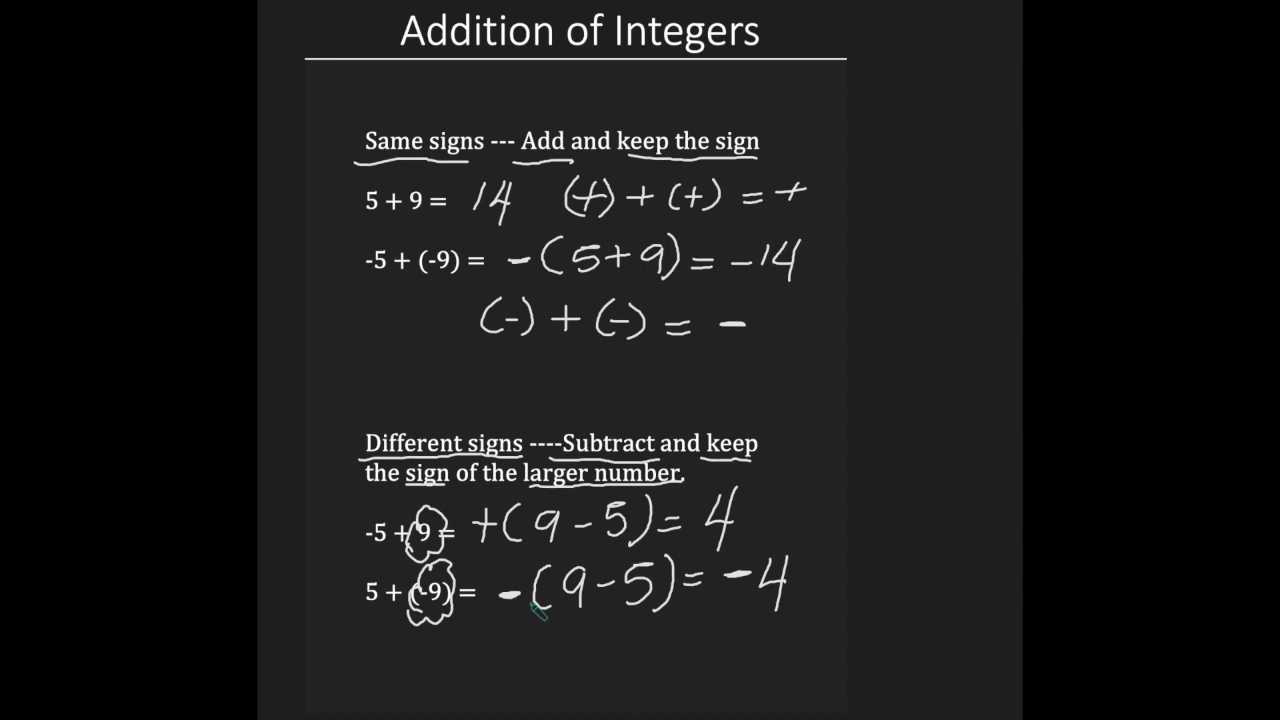 Addition of Integers
Same signs --- Add and keep the sign
5 + 9 = 14 (+) + (+) = +
-5 + (-9) = -(5+9) = -14
(-) + (-) = -
Different signs ----Subtract and keep
the sign of the larger number.
-5 + 9 = +(9-5) = 4
5 + (-9) = -(9-5) = -4